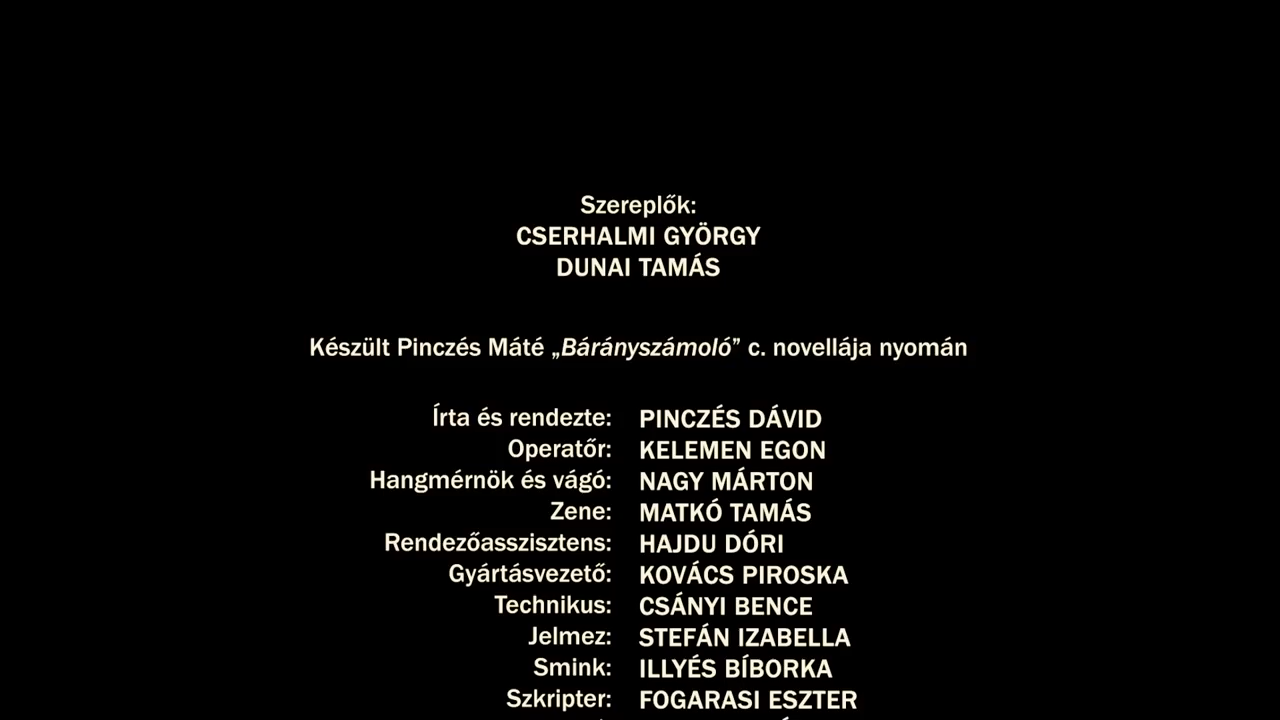 Szereplők:
CSERHALMI GYÖRGY
DUNAI TAMÁS
Készült Pinczés Máté „Bárányszámoló” c. novellája nyomán
Írta és rendezte: PINCZÉS DÁVID
Operatőr: KELEMEN EGON
Hangmérnök és vágó: NAGY MÁRTON
Zene: MATKÓ TAMÁS
Rendezőasszisztens: HAJDU DÓRI
Gyártásvezető: KOVÁCS PIROSKA
Technikus: CSÁNYI BENCE
Jelmez: STEFÁN IZABELLA
Smink: ILLYÉS BÍBORKA
Szkripter: FOGARASI ESZTER